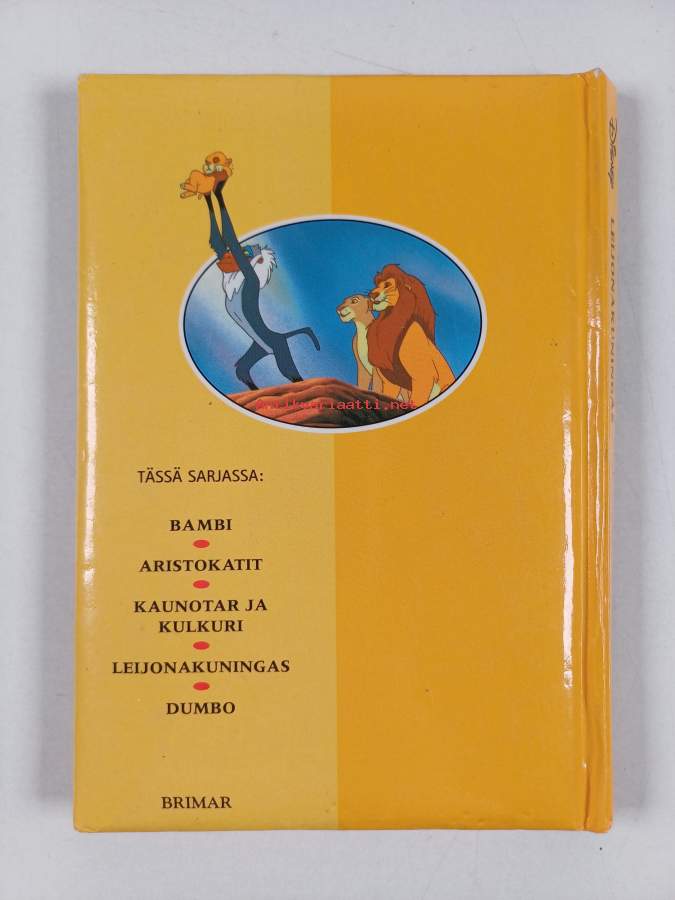 Disney LEIJONAKUNINGAS
antikvariaatti.net
TÄSSÄ SARJASSA:
BAMBI
ARISTOKATIT
KAUNOTAR JA
KULKURI
LEIJONAKUNINGAS
DUMBO
BRIMAR